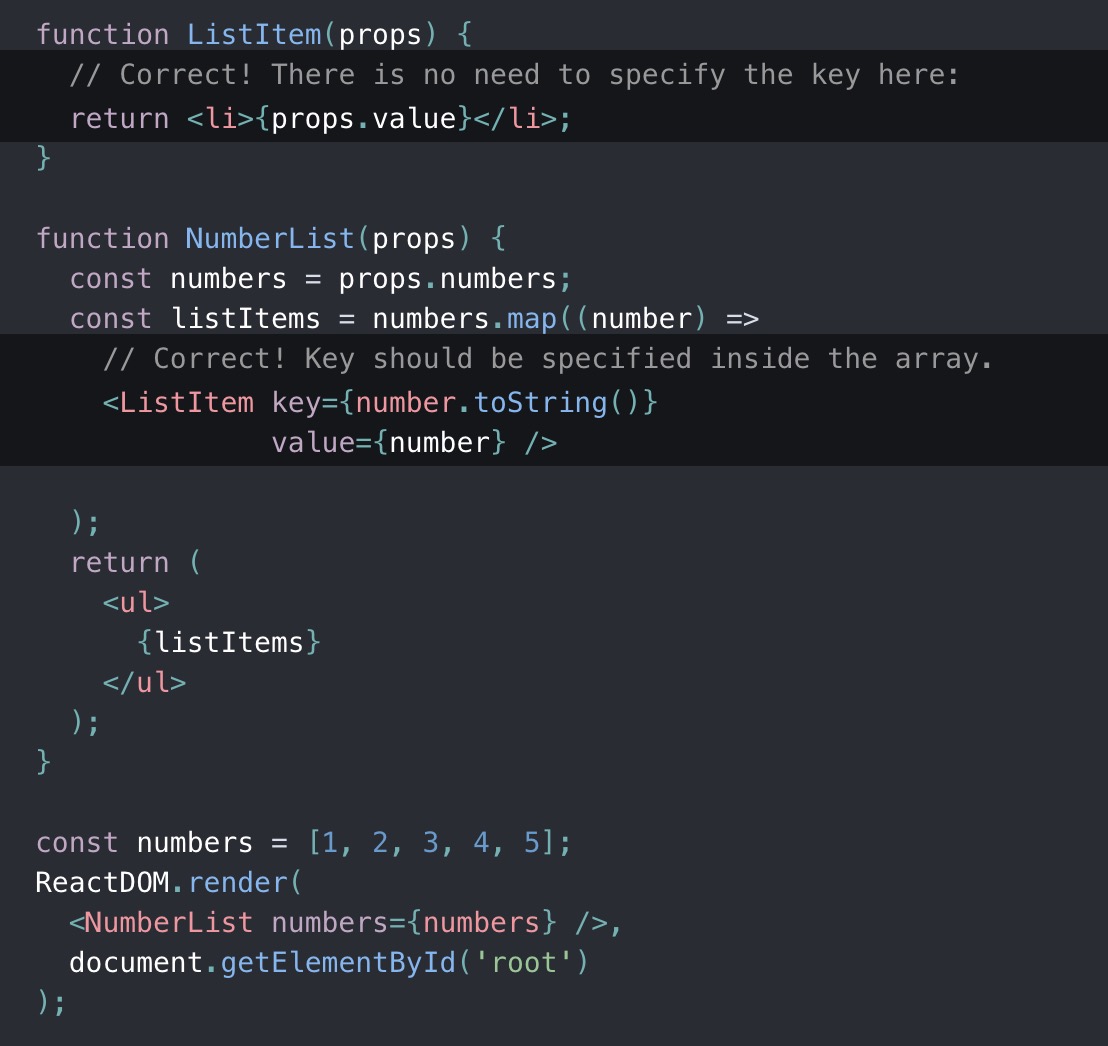 function ListItem(props) {
  // Correct! There is no need to specify the key here:
  return <li>{props.value}</li>;
}

function NumberList(props) {
  const numbers = props.numbers;
  const listItems = numbers.map((number) =>
    // Correct! Key should be specified inside the array.
    <ListItem key={number.toString()}
              value={number} />

  );
  return (
    <ul>
      {listItems}
    </ul>
  );
}

const numbers = [1, 2, 3, 4, 5];
ReactDOM.render(
  <NumberList numbers={numbers} />,
  document.getElementById('root')
);